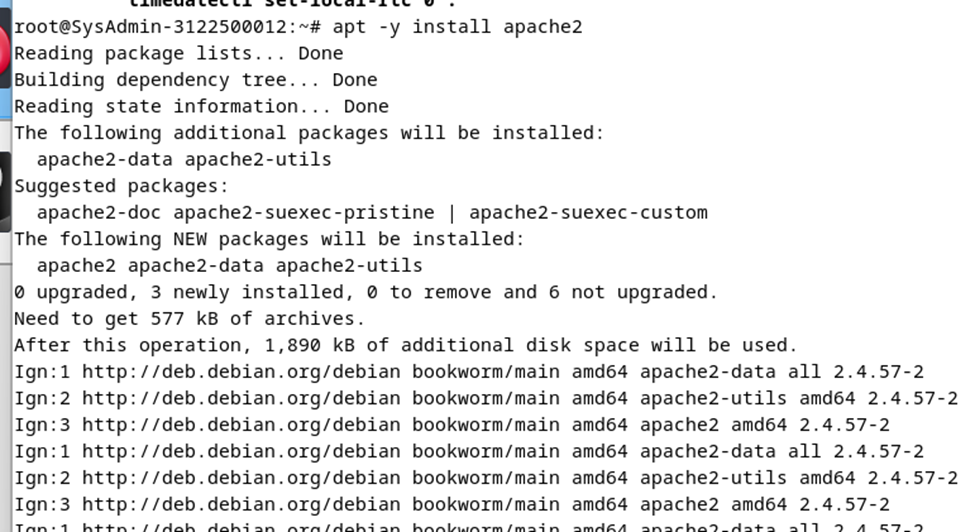 timedatectl set-local-rtc 0".
root@SysAdmin-3122500012:~# apt -y install apache2
Reading package lists... Done
Building dependency tree... Done
Reading state information... Done
The following additional packages will be installed:
  apache2-data apache2-utils
Suggested packages:
  apache2-doc apache2-suexec-pristine | apache2-suexec-custom
The following NEW packages will be installed:
  apache2 apache2-data apache2-utils
0 upgraded, 3 newly installed, 0 to remove and 6 not upgraded.
Need to get 577 kB of archives.
After this operation, 1,890 kB of additional disk space will be used.
Ign:1 http://deb.debian.org/debian bookworm/main amd64 apache2-data all 2.4.57-2
Ign:2 http://deb.debian.org/debian bookworm/main amd64 apache2-utils amd64 2.4.57-2
Ign:3 http://deb.debian.org/debian bookworm/main amd64 apache2 amd64 2.4.57-2
Ign:1 http://deb.debian.org/debian bookworm/main amd64 apache2-data all 2.4.57-2
Ign:2 http://deb.debian.org/debian bookworm/main amd64 apache2-utils amd64 2.4.57-2
Ign:3 http://deb.debian.org/debian bookworm/main amd64 apache2 amd64 2.4.57-2
Ign:1 http://deb.debian.org/debian bookworm/main amd64 apache2-data all 2.4.57-2